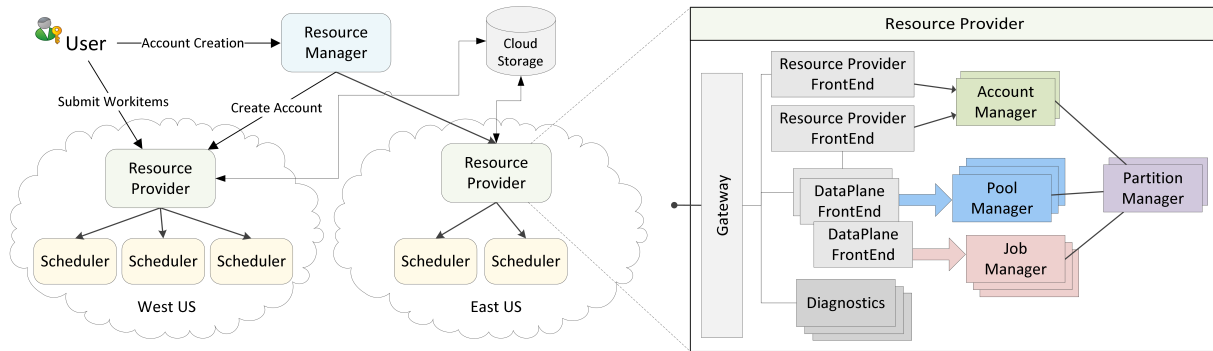 User
Account Creation
Resource
Manager
Cloud
Storage
Submit Workitems
Create Account
Resource
Provider
Scheduler
Scheduler
Scheduler
West US
Resource
Provider
Scheduler
Scheduler
East US
Resource Provider
Gateway
Resource Provider
FrontEnd
Resource Provider
FrontEnd
DataPlane
FrontEnd
DataPlane
FrontEnd
Diagnostics
Account
Manager
Pool
Manager
Job
Manager
Partition
Manager